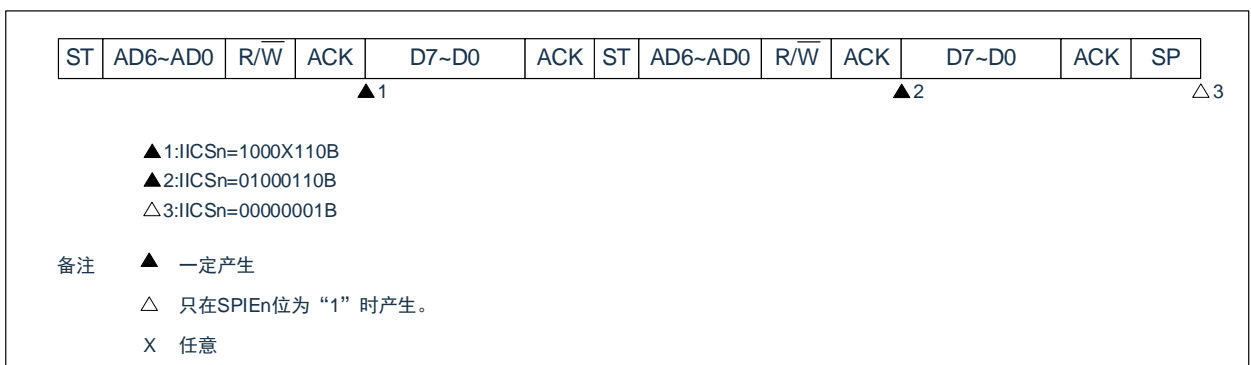 ST AD6~AD0 R/W̅ ACK D7~D0 ACK ST AD6~AD0 R/W̅ ACK D7~D0 ACK SP
▲1 ▲2 △3
▲1:IICSn=1000X110B
▲2:IICSn=01000110B
△3:IICSn=00000001B
备注 ▲ 一定产生
△ 只在SPIEn位为“1”时产生。
X 任意